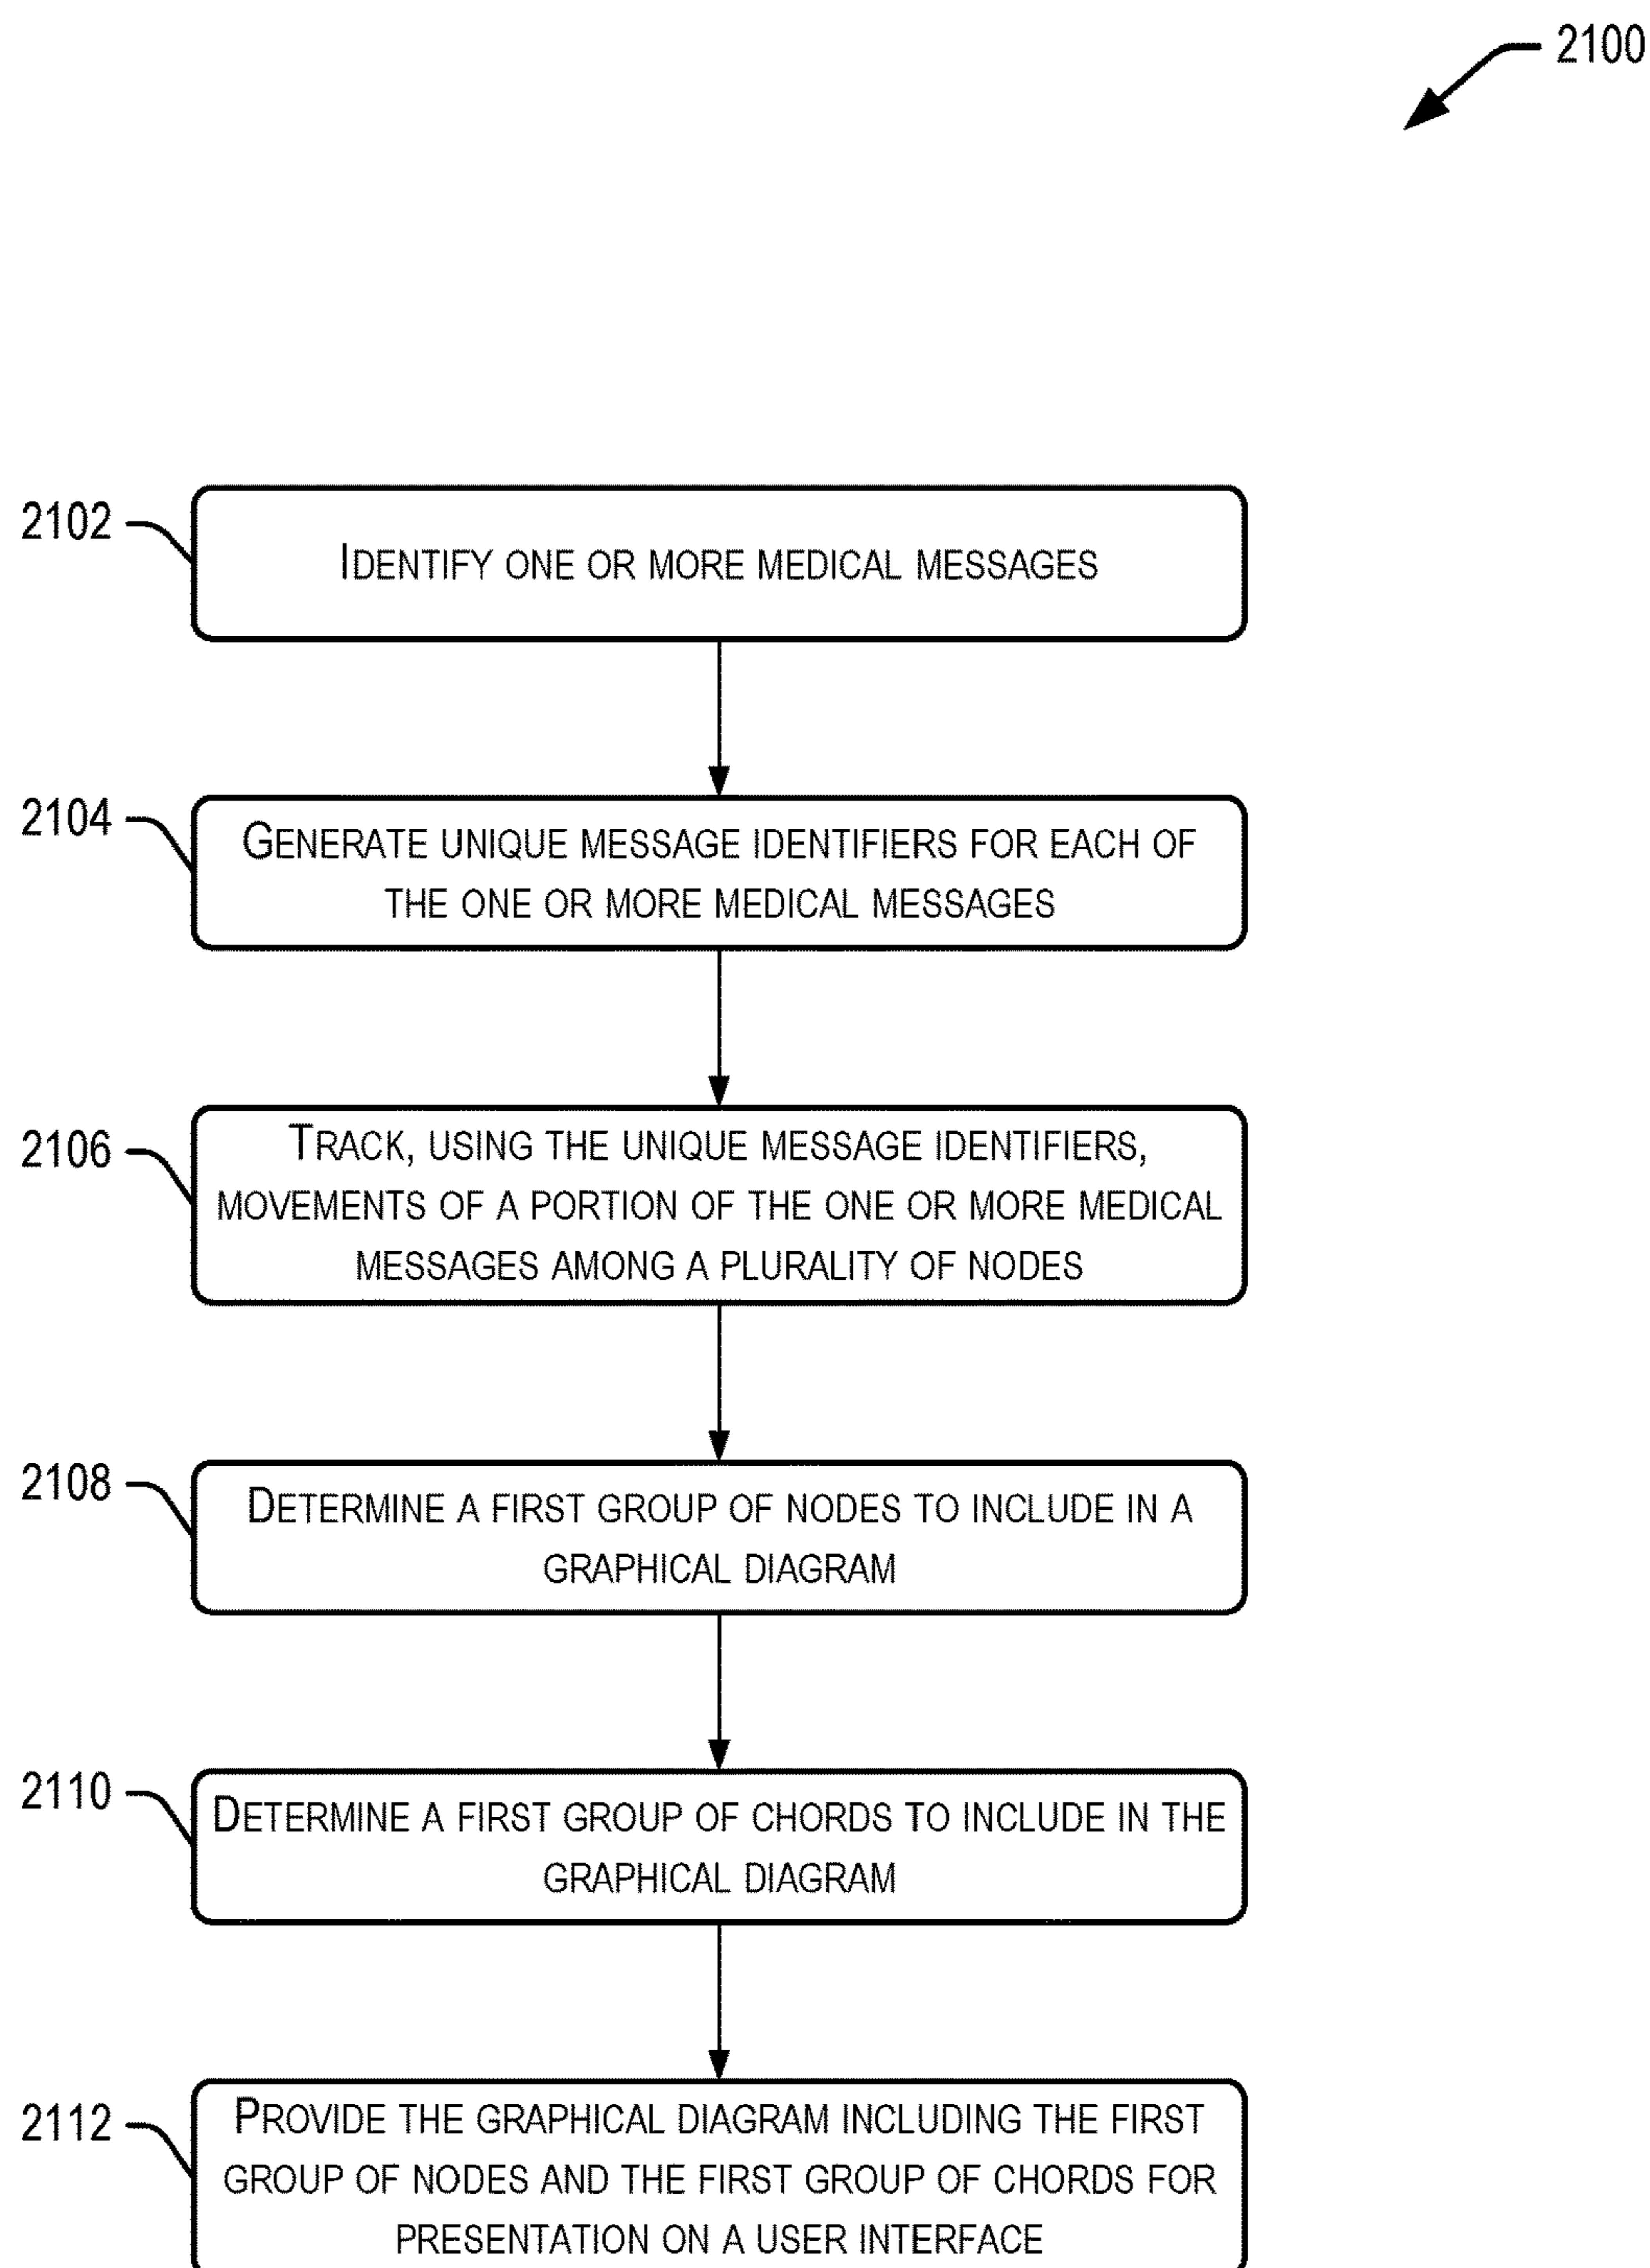 2100
2102
IDENTIFY ONE OR MORE MEDICAL MESSAGES
2104
GENERATE UNIQUE MESSAGE IDENTIFIERS FOR EACH OF
THE ONE OR MORE MEDICAL MESSAGES
2106
TRACK, USING THE UNIQUE MESSAGE IDENTIFIERS,
MOVEMENTS OF A PORTION OF THE ONE OR MORE MEDICAL
MESSAGES AMONG A PLURALITY OF NODES
2108
DETERMINE A FIRST GROUP OF NODES TO INCLUDE IN A
GRAPHICAL DIAGRAM
2110
DETERMINE A FIRST GROUP OF CHORDS TO INCLUDE IN THE
GRAPHICAL DIAGRAM
2112
PROVIDE THE GRAPHICAL DIAGRAM INCLUDING THE FIRST
GROUP OF NODES AND THE FIRST GROUP OF CHORDS FOR
PRESENTATION ON A USER INTERFACE